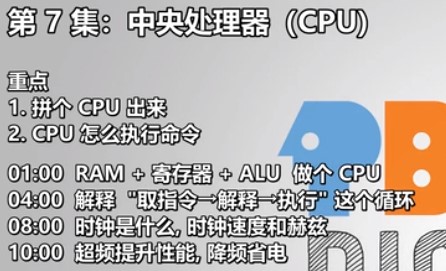 第 7 集：中央处理器（CPU）
重点
1. 拼个 CPU 出来
2. CPU 怎么执行命令
01:00 RAM + 寄存器 + ALU 做个 CPU
04:00 解释 "取指令→解释→执行" 这个循环
08:00 时钟是什么, 时钟速度和赫兹
10:00 超频提升性能, 降频省电